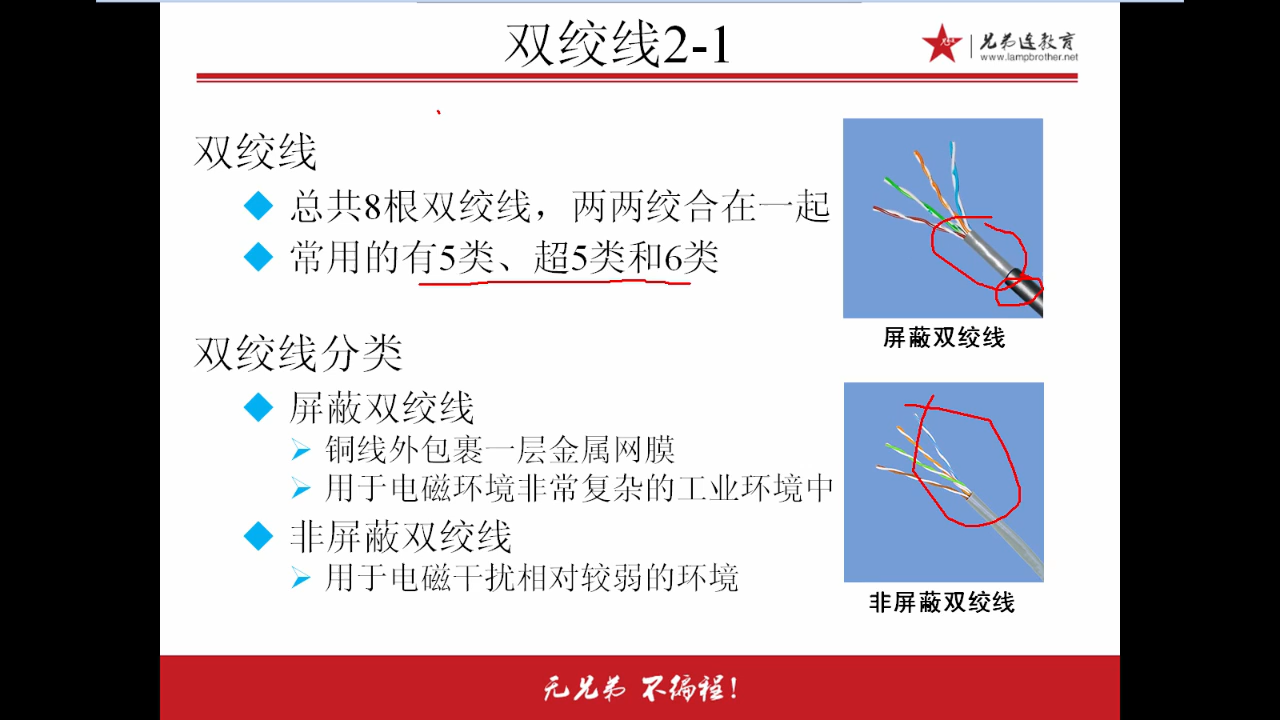 双绞线2-1
兄弟连教育
www.lampbrother.net
双绞线
总共8根双绞线，两两绞合在一起
常用的有5类、超5类和6类
屏蔽双绞线
双绞线分类
屏蔽双绞线
铜线外包裹一层金属网膜
用于电磁环境非常复杂的工业环境中
非屏蔽双绞线
用于电磁干扰相对较弱的环境
非屏蔽双绞线
无兄弟 不编程！